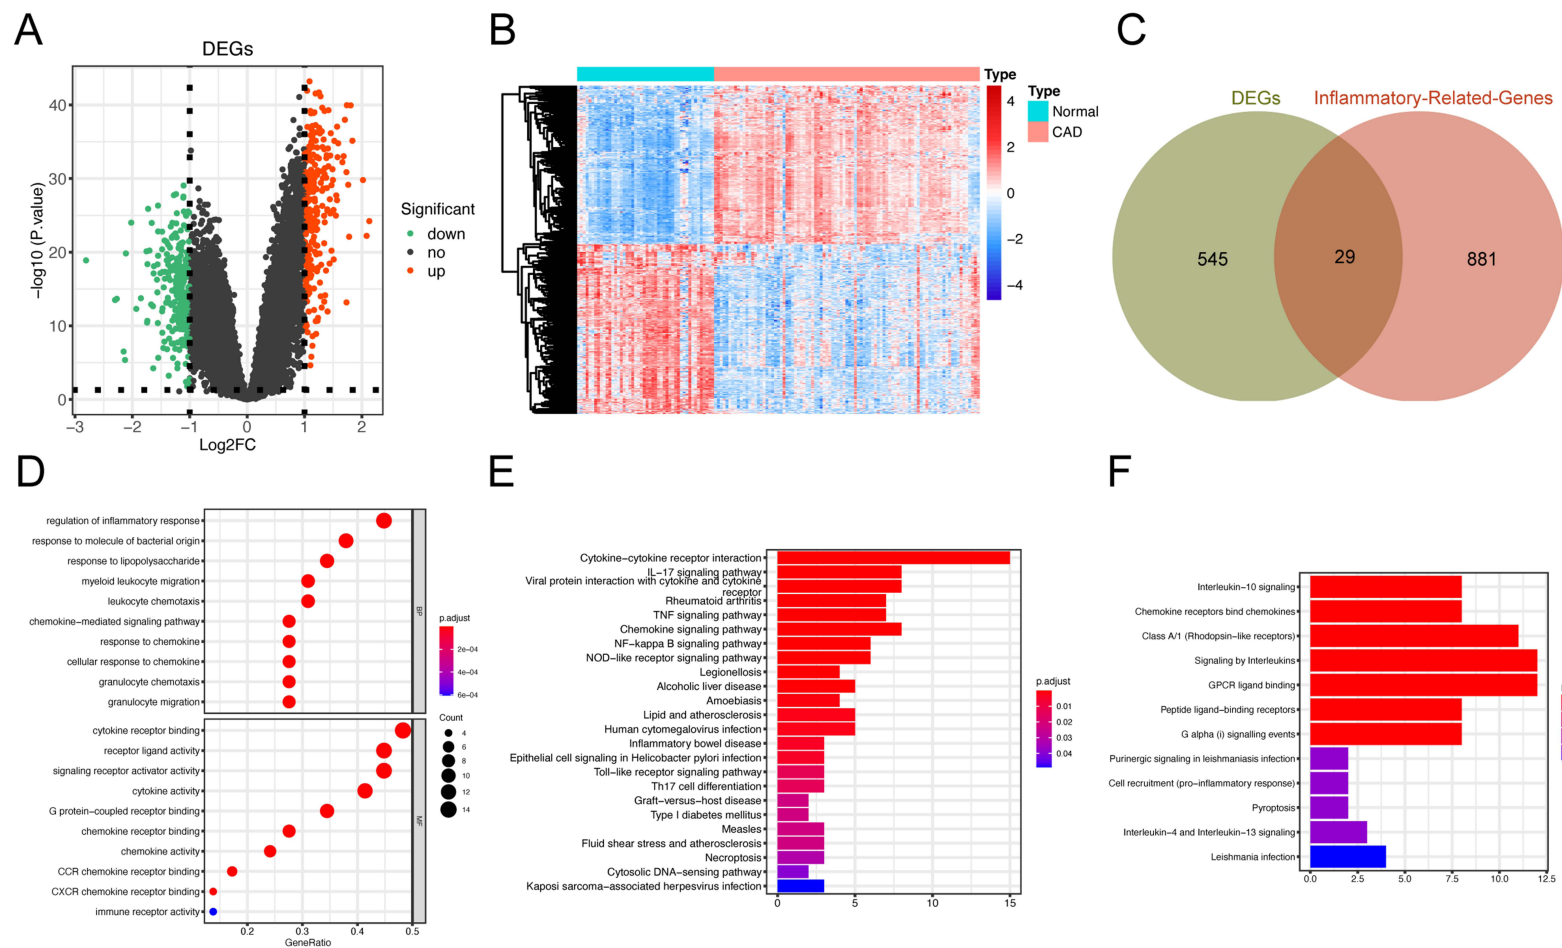 A
DEGs
−log10 (P.value)
40
30
20
10
0
−3
−2
−1
0
1
2
Log2FC
Significant
down
no
up
B
Type
4
2
0
−2
−4
Type
Normal
CAD
C
DEGs
Inflammatory-Related-Genes
545
29
881
D
regulation of inflammatory response
response to molecule of bacterial origin
response to lipopolysaccharide
myeloid leukocyte migration
leukocyte chemotaxis
chemokine−mediated signaling pathway
response to chemokine
cellular response to chemokine
granulocyte chemotaxis
granulocyte migration
BP
cytokine receptor binding
receptor ligand activity
signaling receptor activator activity
cytokine activity
G protein−coupled receptor binding
chemokine receptor binding
chemokine activity
CCR chemokine receptor binding
CXCR chemokine receptor binding
immune receptor activity
MF
0.2
0.3
0.4
0.5
GeneRatio
p.adjust
2e−04
4e−04
6e−04
Count
4
6
8
10
12
14
E
Cytokine−cytokine receptor interaction
IL−17 signaling pathway
Viral protein interaction with cytokine and cytokine
receptor
Rheumatoid arthritis
TNF signaling pathway
Chemokine signaling pathway
NF−kappa B signaling pathway
NOD−like receptor signaling pathway
Legionellosis
Alcoholic liver disease
Amoebiasis
Lipid and atherosclerosis
Human cytomegalovirus infection
Inflammatory bowel disease
Epithelial cell signaling in Helicobacter pylori infection
Toll−like receptor signaling pathway
Th17 cell differentiation
Graft−versus−host disease
Type I diabetes mellitus
Measles
Fluid shear stress and atherosclerosis
Necroptosis
Cytosolic DNA−sensing pathway
Kaposi sarcoma−associated herpesvirus infection
0
5
10
15
p.adjust
0.01
0.02
0.03
0.04
F
Interleukin−10 signaling
Chemokine receptors bind chemokines
Class A/1 (Rhodopsin−like receptors)
Signaling by Interleukins
GPCR ligand binding
Peptide ligand−binding receptors
G alpha (i) signalling events
Purinergic signaling in leishmaniasis infection
Cell recruitment (pro−inflammatory response)
Pyroptosis
Interleukin−4 and Interleukin−13 signaling
Leishmania infection
0.0
2.5
5.0
7.5
10.0
12.5